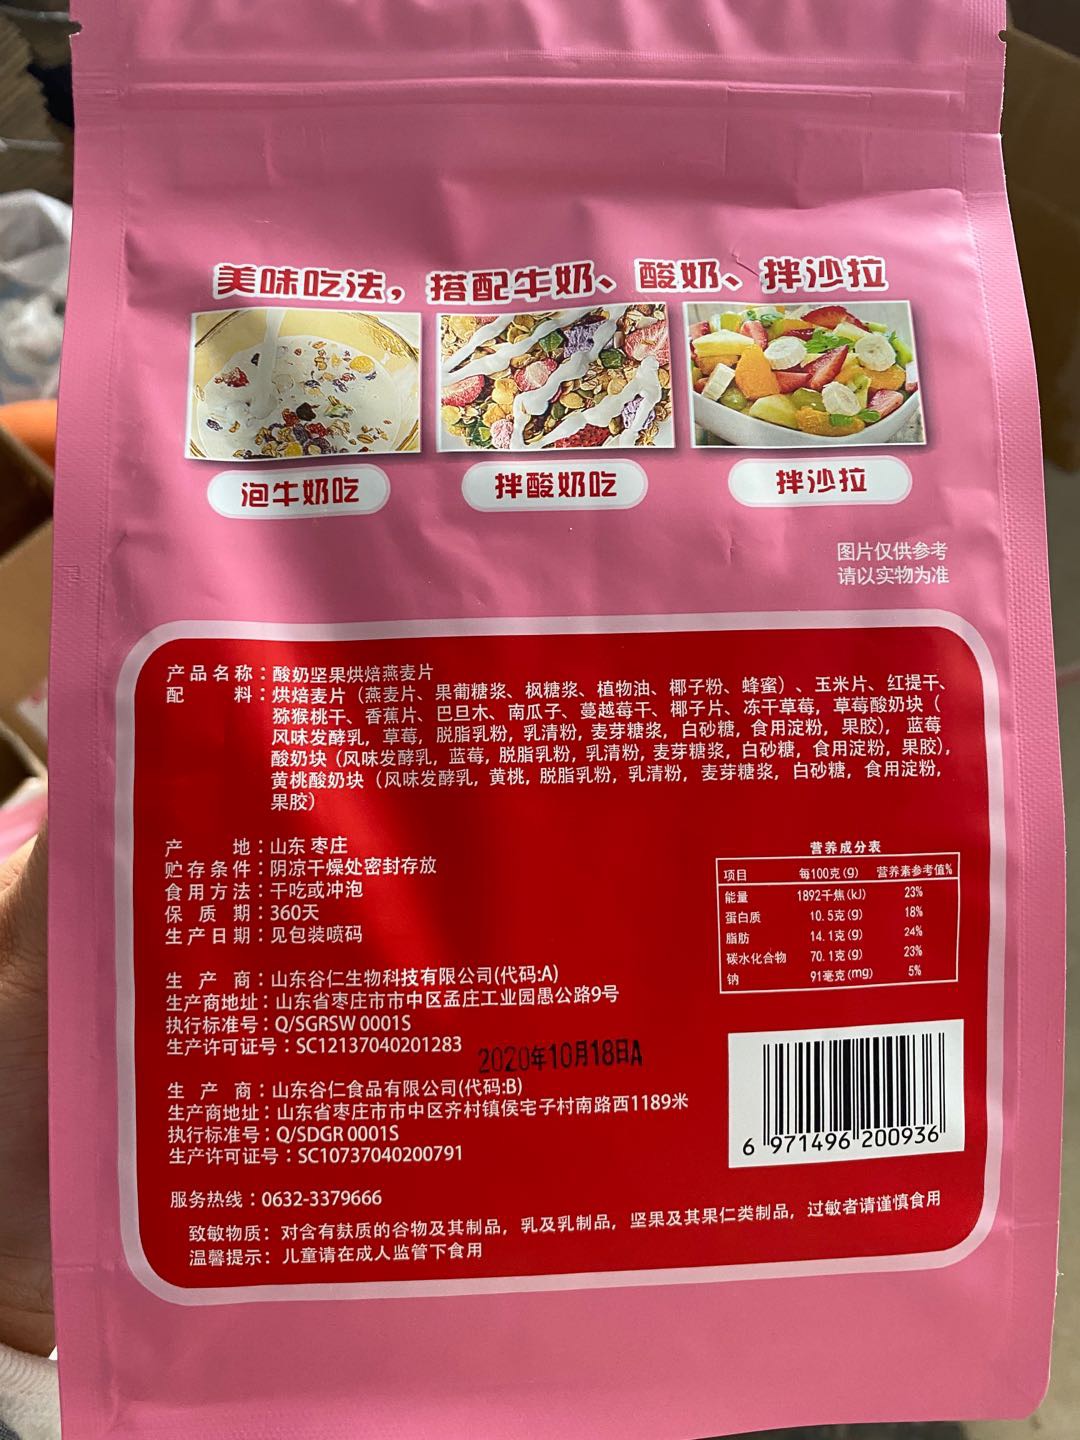 美味吃法，搭配牛奶、酸奶、拌沙拉
泡牛奶吃
拌酸奶吃
拌沙拉
图片仅供参考
请以实物为准
产品名称：酸奶坚果烘焙燕麦片
配料：烘焙麦片（燕麦片、果葡糖浆、枫糖浆、植物油、椰子粉、蜂蜜）、玉米片、红提干、
猕猴桃干、香蕉片、巴旦木、南瓜子、蔓越莓干、椰子片、冻干草莓，草莓酸奶块（
风味发酵乳，草莓，脱脂乳粉，乳清粉，麦芽糖浆，白砂糖，食用淀粉，果胶），蓝莓
酸奶块（风味发酵乳，蓝莓，脱脂乳粉，乳清粉，麦芽糖浆，白砂糖，食用淀粉，果胶），
黄桃酸奶块（风味发酵乳，黄桃，脱脂乳粉，乳清粉，麦芽糖浆，白砂糖，食用淀粉，
果胶）
产地：山东 枣庄
贮存条件：阴凉干燥处密封存放
食用方法：干吃或冲泡
保质期：360天
生产日期：见包装喷码
营养成分表
项目 每100克(g) 营养素参考值%
能量 1892千焦(kJ) 23%
蛋白质 10.5克(g) 18%
脂肪 14.1克(g) 24%
碳水化合物 70.1克(g) 23%
钠 91毫克(mg) 5%
生产商：山东谷仁生物科技有限公司(代码:A)
生产商地址：山东省枣庄市市中区孟庄工业园愚公路9号
执行标准号：Q/SGRSW 0001S
生产许可证号：SC12137040201283
2020年10月18日A
生产商：山东谷仁食品有限公司(代码:B)
生产商地址：山东省枣庄市市中区齐村镇侯宅子村南路西1189米
执行标准号：Q/SDGR 0001S
生产许可证号：SC10737040200791
6 971496 200936
服务热线：0632-3379666
致敏物质：对含有麸质的谷物及其制品，乳及乳制品，坚果及其果仁类制品，过敏者请谨慎食用
温馨提示：儿童请在成人监管下食用